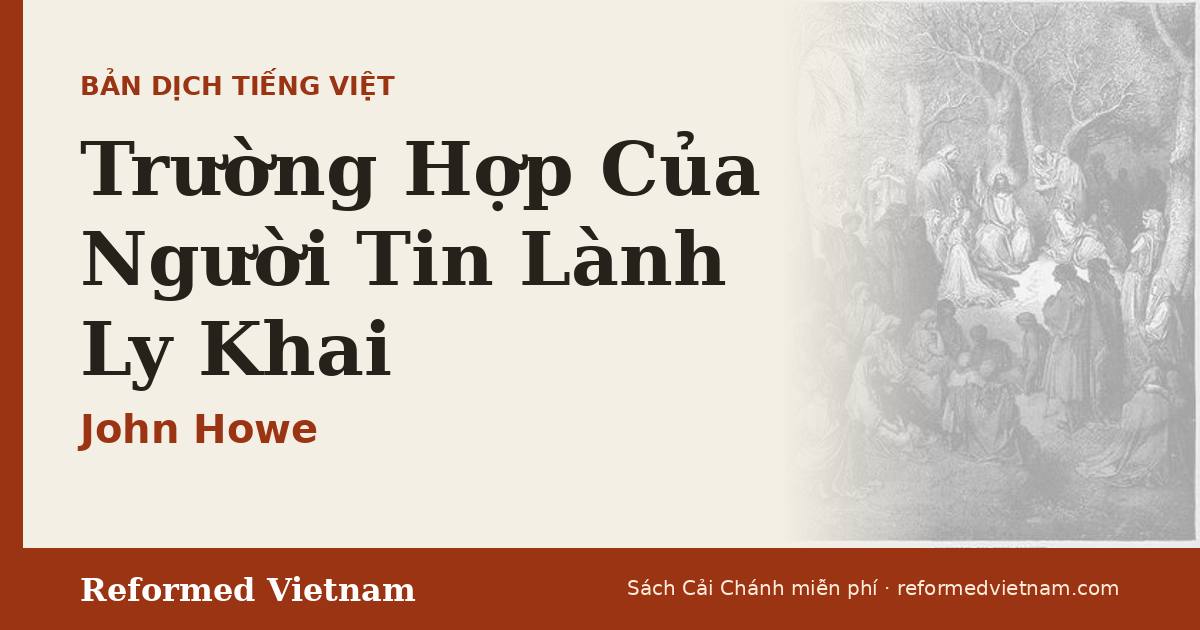 BẢN DỊCH TIẾNG VIỆT
Trường Hợp Của
Người Tin Lành
Ly Khai
John Howe
Reformed Vietnam
Sách Cải Chánh miễn phí · reformedvietnam.com